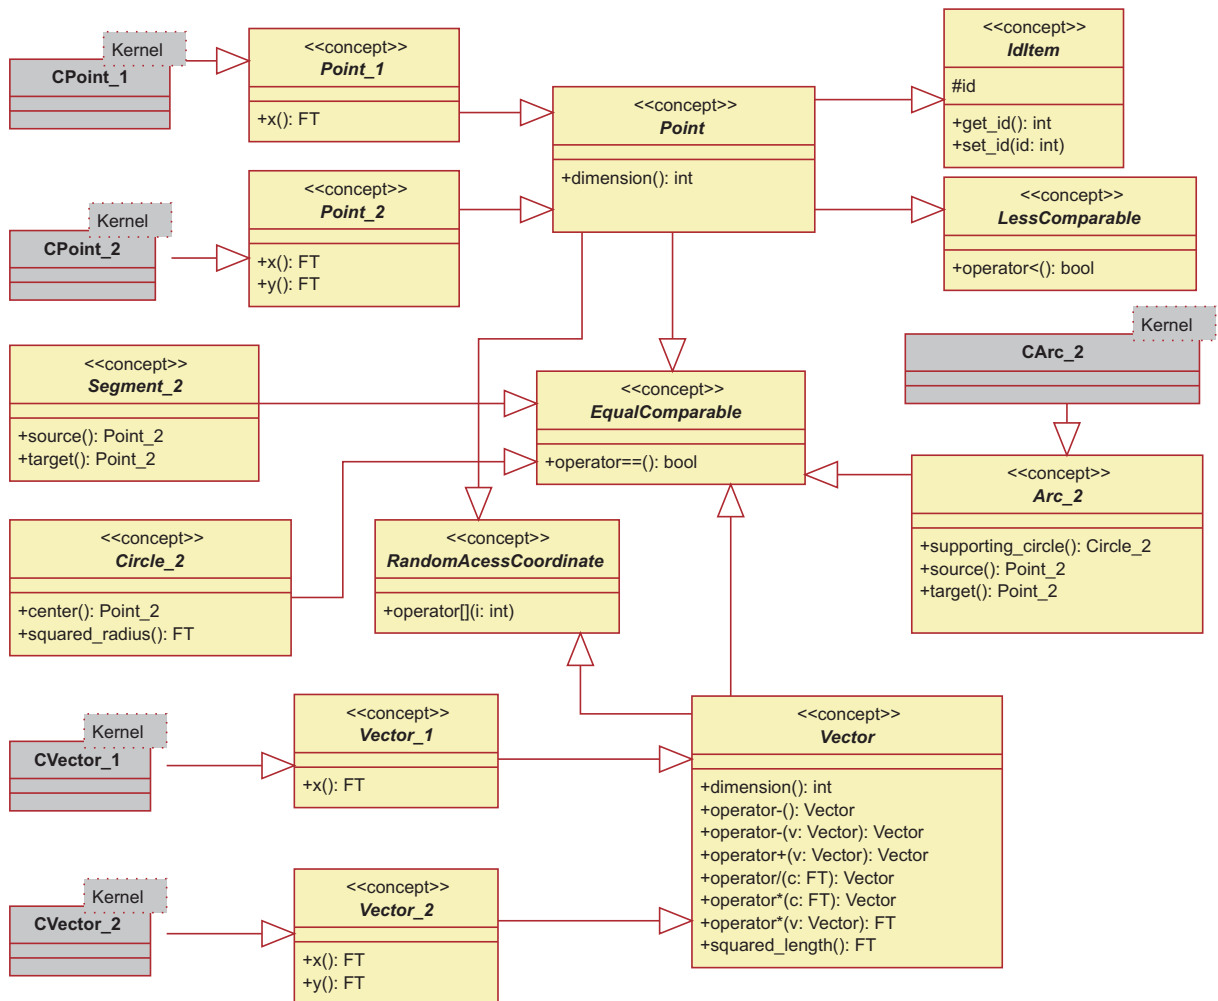 Kernel
CPoint_1
<<concept>>
Point_1
+x(): FT
<<concept>>
Point
+dimension(): int
<<concept>>
IdItem
#id
+get_id(): int
+set_id(id: int)
Kernel
CPoint_2
<<concept>>
Point_2
+x(): FT
+y(): FT
<<concept>>
LessComparable
+operator<(): bool
Kernel
CArc_2
<<concept>>
Segment_2
+source(): Point_2
+target(): Point_2
<<concept>>
EqualComparable
+operator==(): bool
<<concept>>
Arc_2
+supporting_circle(): Circle_2
+source(): Point_2
+target(): Point_2
<<concept>>
Circle_2
+center(): Point_2
+squared_radius(): FT
<<concept>>
RandomAcessCoordinate
+operator[](i: int)
Kernel
CVector_1
<<concept>>
Vector_1
+x(): FT
<<concept>>
Vector
+dimension(): int
+operator-(): Vector
+operator-(v: Vector): Vector
+operator+(v: Vector): Vector
+operator/(c: FT): Vector
+operator*(c: FT): Vector
+operator*(v: Vector): FT
+squared_length(): FT
Kernel
CVector_2
<<concept>>
Vector_2
+x(): FT
+y(): FT